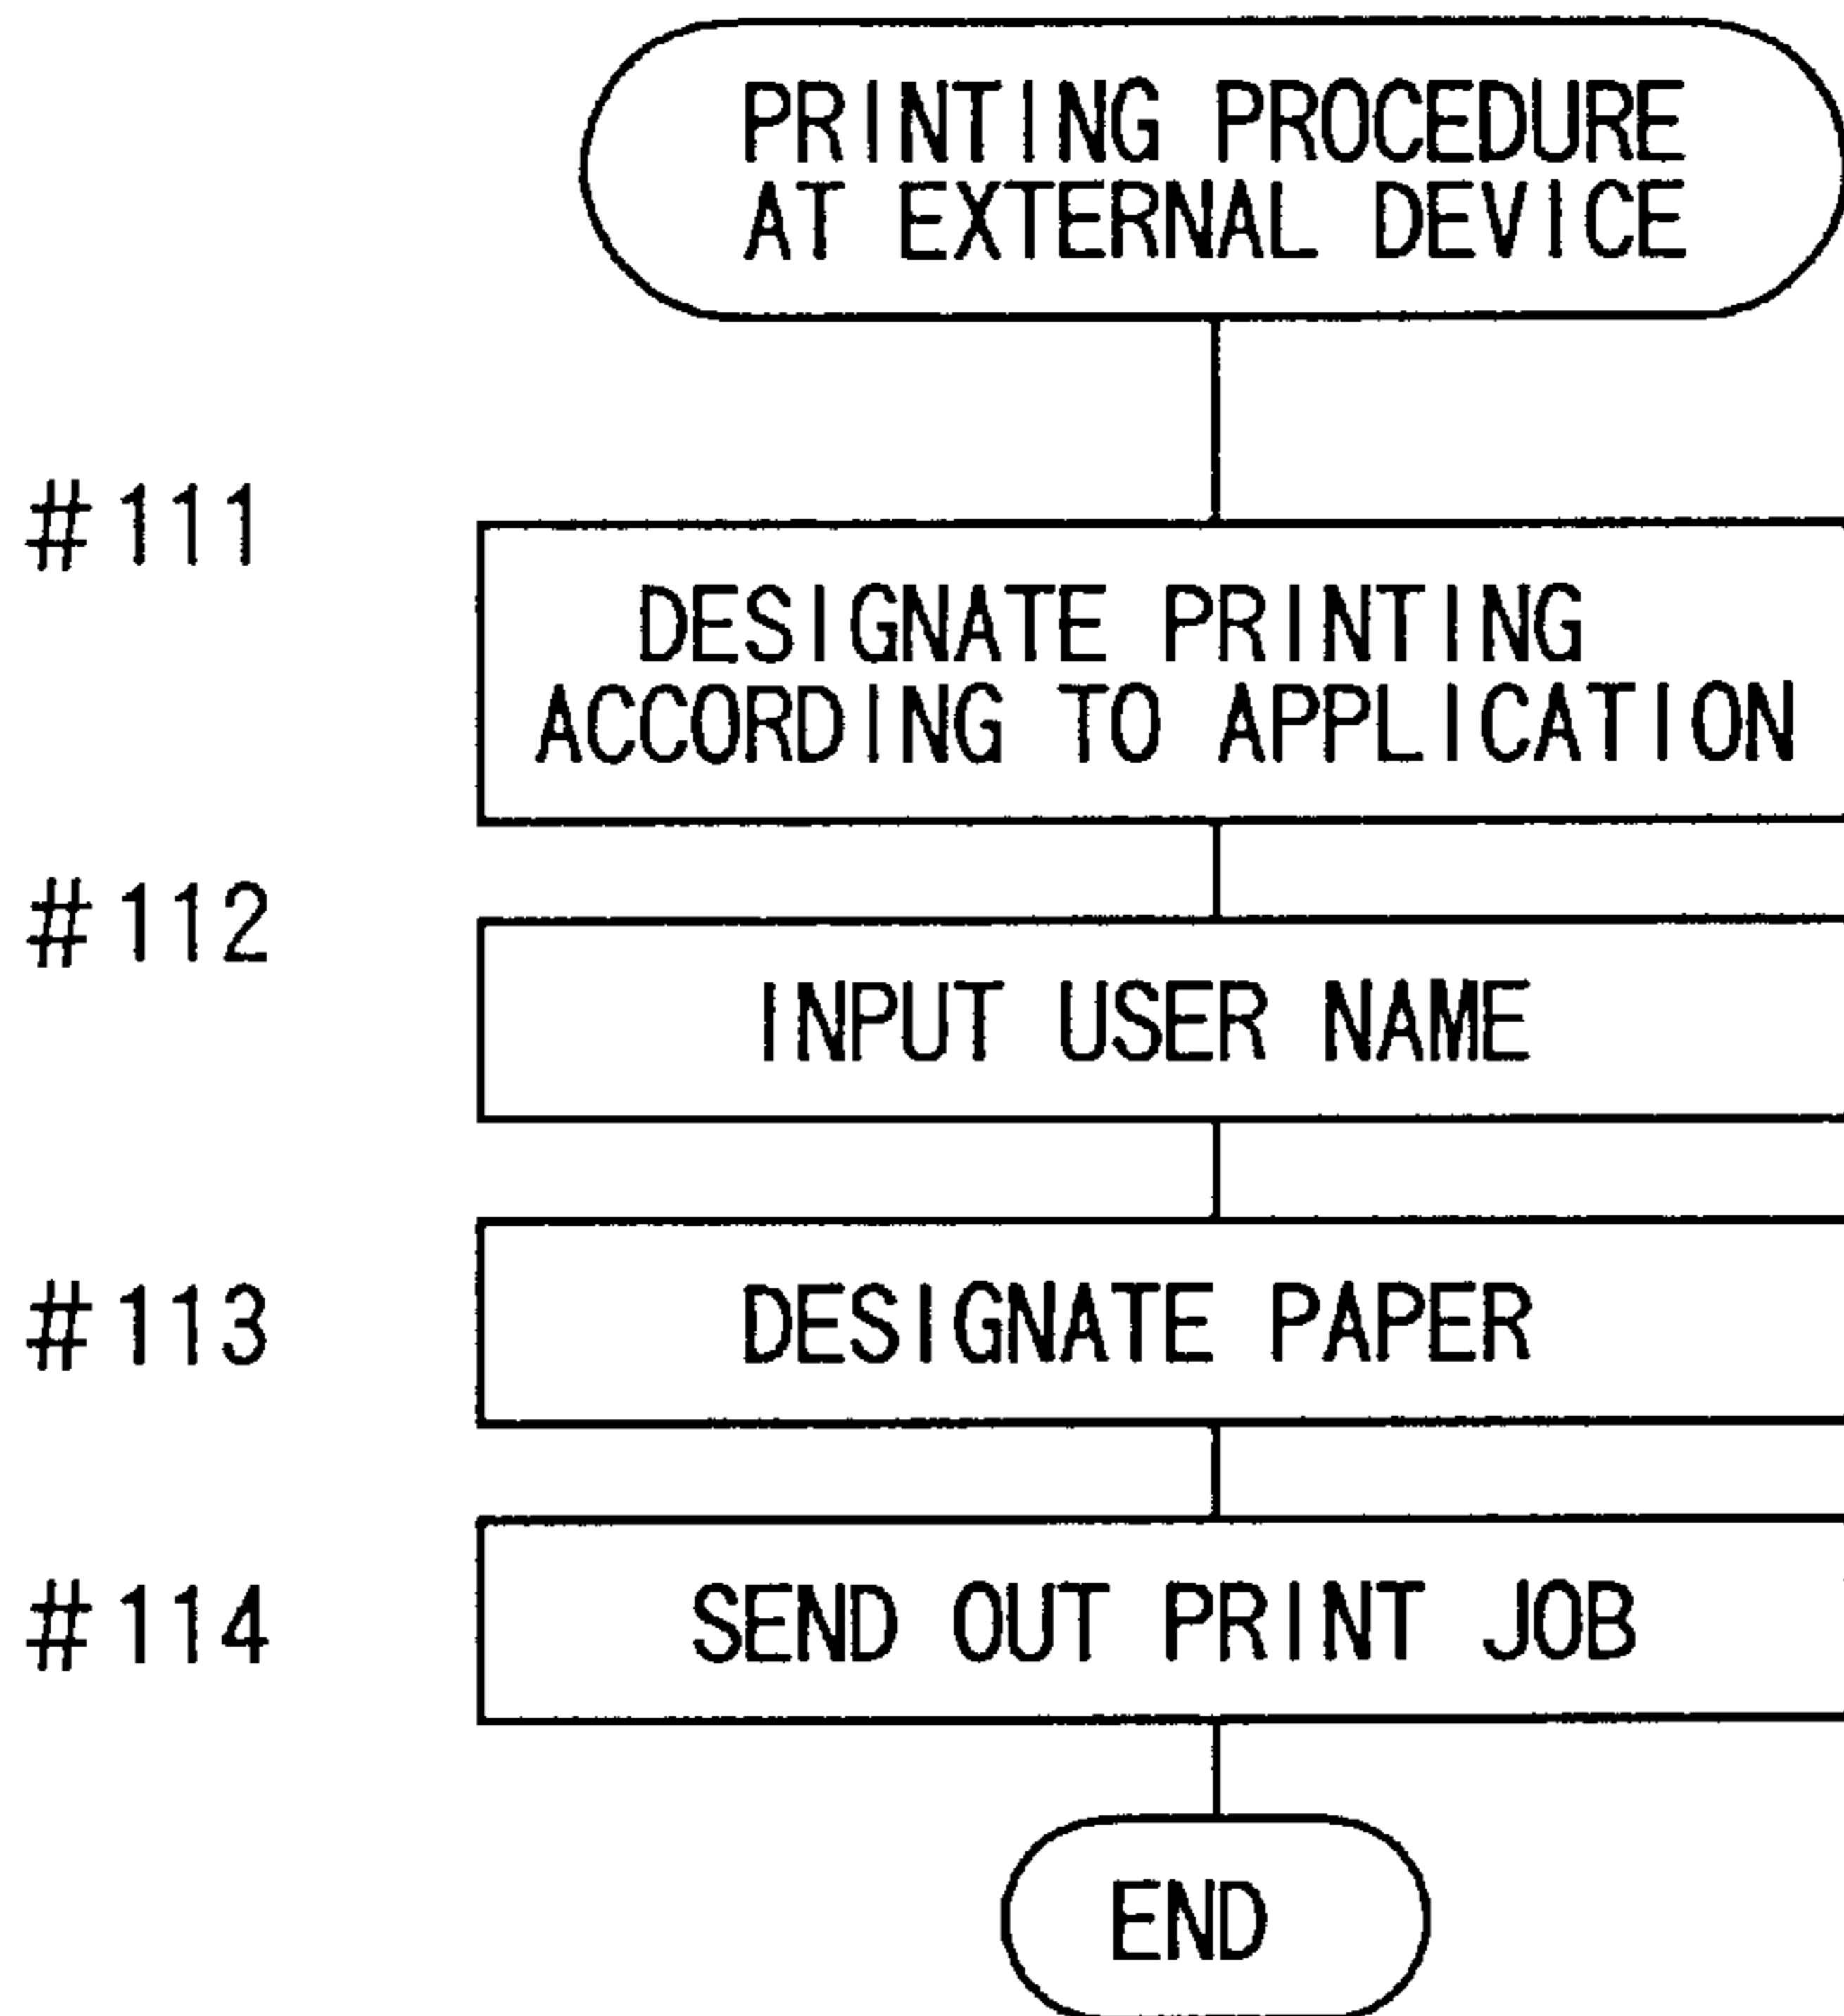 PRINTING PROCEDURE
AT EXTERNAL DEVICE
#111
DESIGNATE PRINTING
ACCORDING TO APPLICATION
#112
INPUT USER NAME
#113
DESIGNATE PAPER
#114
SEND OUT PRINT JOB
END